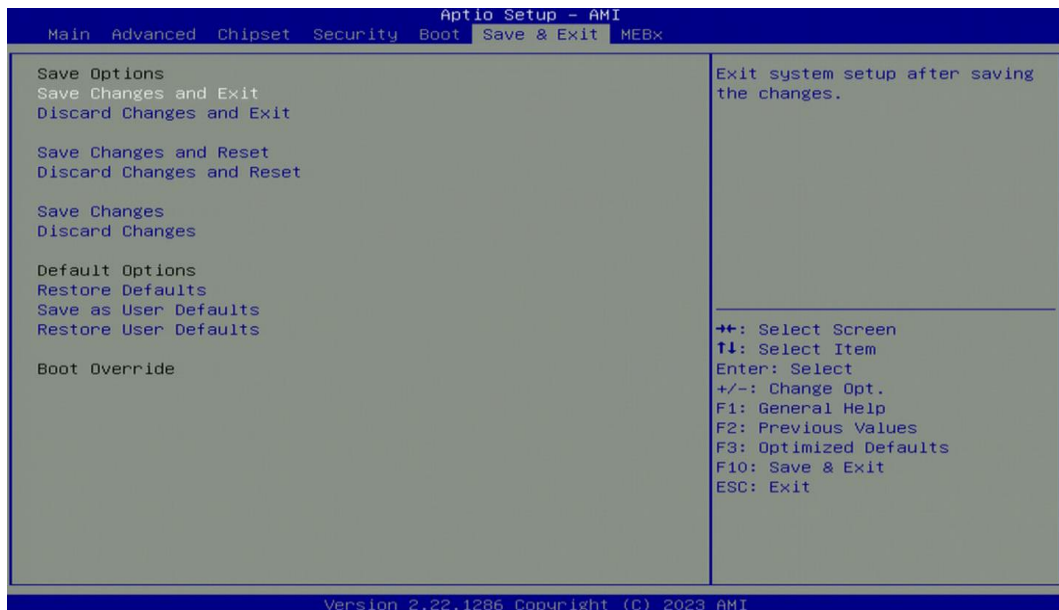 Aptio Setup – AMI
Main Advanced Chipset Security Boot Save & Exit MEBx
Save Options
Save Changes and Exit
Discard Changes and Exit
Save Changes and Reset
Discard Changes and Reset
Save Changes
Discard Changes
Default Options
Restore Defaults
Save as User Defaults
Restore User Defaults
Boot Override
Exit system setup after saving
the changes.
→←: Select Screen
↑↓: Select Item
Enter: Select
+/-: Change Opt.
F1: General Help
F2: Previous Values
F3: Optimized Defaults
F10: Save & Exit
ESC: Exit
Version 2.22.1286 Copyright (C) 2023 AMI